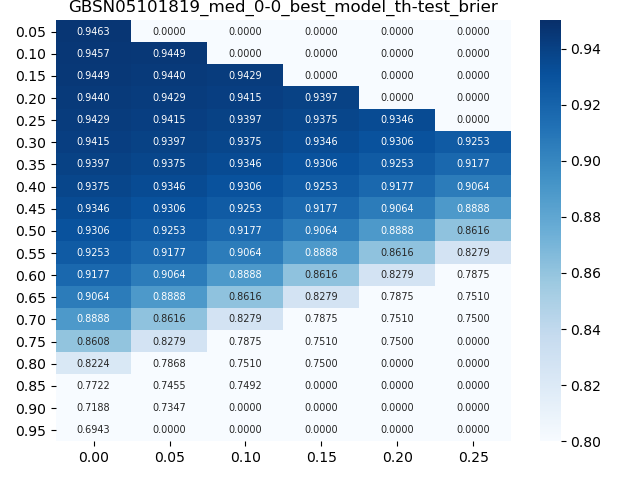 GBSN05101819_med_0-0_best_model_th-test_brier
0.05 0.9463 0.0000 0.0000 0.0000 0.0000 0.0000
0.10 0.9457 0.9449 0.0000 0.0000 0.0000 0.0000
0.15 0.9449 0.9440 0.9429 0.0000 0.0000 0.0000
0.20 0.9440 0.9429 0.9415 0.9397 0.0000 0.0000
0.25 0.9429 0.9415 0.9397 0.9375 0.9346 0.0000
0.30 0.9415 0.9397 0.9375 0.9346 0.9306 0.9253
0.35 0.9397 0.9375 0.9346 0.9306 0.9253 0.9177
0.40 0.9375 0.9346 0.9306 0.9253 0.9177 0.9064
0.45 0.9346 0.9306 0.9253 0.9177 0.9064 0.8888
0.50 0.9306 0.9253 0.9177 0.9064 0.8888 0.8616
0.55 0.9253 0.9177 0.9064 0.8888 0.8616 0.8279
0.60 0.9177 0.9064 0.8888 0.8616 0.8279 0.7875
0.65 0.9064 0.8888 0.8616 0.8279 0.7875 0.7510
0.70 0.8888 0.8616 0.8279 0.7875 0.7510 0.7500
0.75 0.8608 0.8279 0.7875 0.7510 0.7500 0.0000
0.80 0.8224 0.7868 0.7510 0.7500 0.0000 0.0000
0.85 0.7722 0.7455 0.7492 0.0000 0.0000 0.0000
0.90 0.7188 0.7347 0.0000 0.0000 0.0000 0.0000
0.95 0.6943 0.0000 0.0000 0.0000 0.0000 0.0000
0.00 0.05 0.10 0.15 0.20 0.25
0.94
0.92
0.90
0.88
0.86
0.84
0.82
0.80